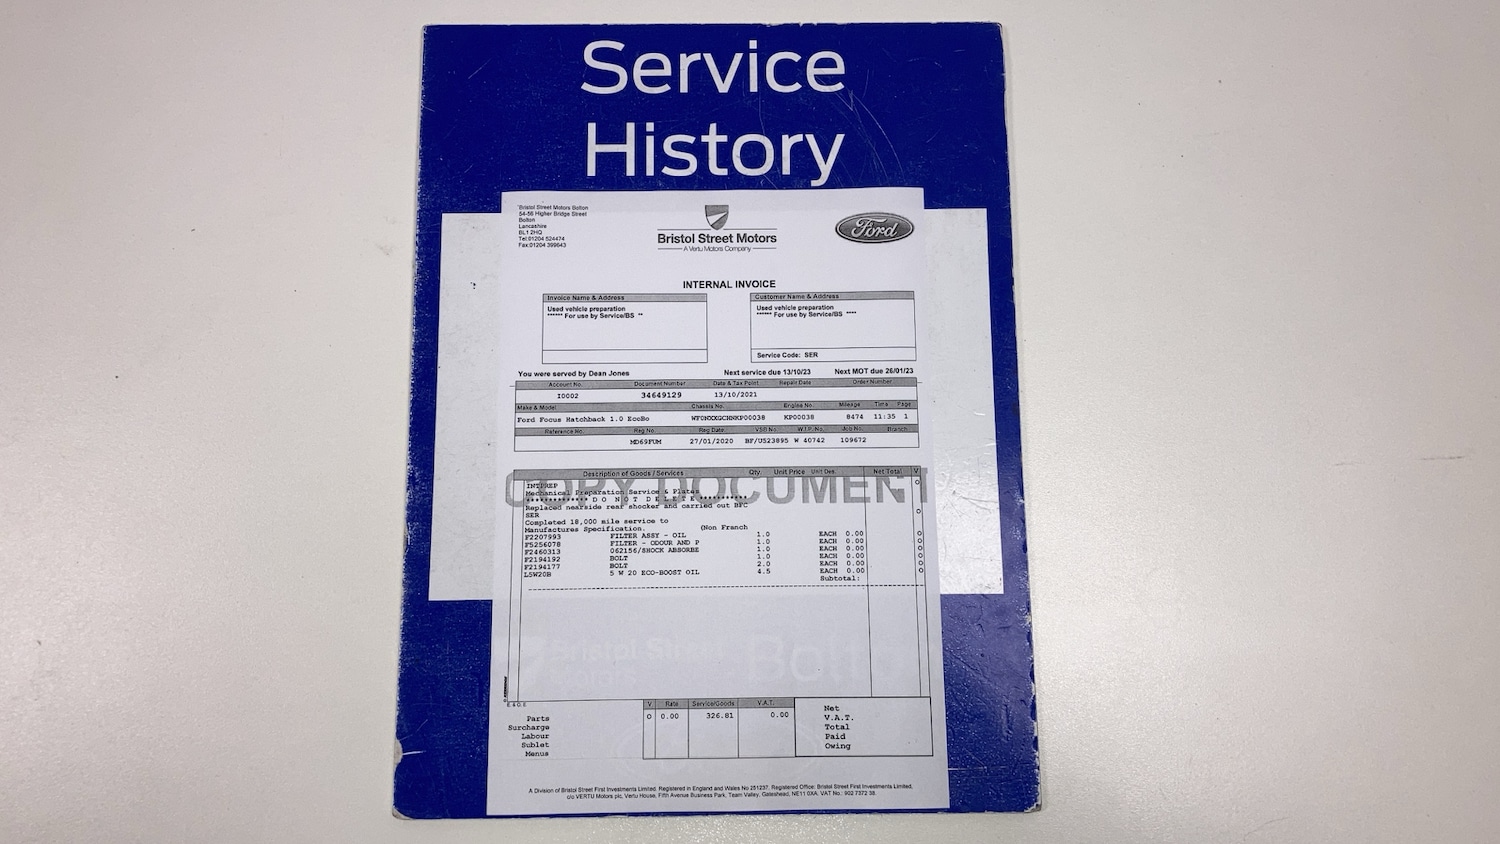 Service
History
Bristol Street Motors Bolton
54-56 Higher Bridge Street
Bolton
Lancashire
BL1 2HQ
Tel:01204 524474
Fax:01204 399643
Bristol Street Motors
A Vertu Motors Company
Ford
INTERNAL INVOICE
Invoice Name & Address
Used vehicle preparation
****** For use by Service/BS **
Customer Name & Address
Used vehicle preparation
****** For use by Service/BS ****
Service Code: SER
You were served by Dean Jones Next service due 13/10/23 Next MOT due 26/01/23
Account No. Document Number Date & Tax Point Repair Date Order Number
I0002 34649129 13/10/2021
Make & Model Chassis No. Engine No. Mileage Time Page
Ford Focus Hatchback 1.0 EcoBo WF0NXXGCHNKP00038 KP00038 8474 11:35 1
Reference No. Reg No. Reg Date. VSB No. W.I.P. No. Job No. Branch
MD69FUM 27/01/2020 BF/U523895 W 40742 109672
Description of Goods / Services Qty. Unit Price Unit Des. Net Total V
COPY DOCUMENT
INTPREP O
Mechanical Preparation Service & Plates
************* D O N O T D E L E T E ***********
Replaced nearside rear shocker and carried out BFC
SER O
Completed 18,000 mile service to
Manufactures Specification. (Non Franch
F2207993 FILTER ASSY - OIL 1.0 EACH 0.00 O
F5256078 FILTER - ODOUR AND P 1.0 EACH 0.00 O
F2460313 062156/SHOCK ABSORBE 1.0 EACH 0.00 O
F2194192 BOLT 1.0 EACH 0.00 O
F2194177 BOLT 2.0 EACH 0.00 O
L5W20B 5 W 20 ECO-BOOST OIL 4.5 EACH 0.00 O
Subtotal:
Bristol Street Bolto
E. & O. E
V Rate Service/Goods V.A.T.
O 0.00 326.81 0.00
Parts
Surcharge
Labour
Sublet
Menus
Net
V.A.T.
Total
Paid
Owing
A Division of Bristol Street First Investments Limited. Registered in England and Wales No 251237. Registered Office: Bristol Street First Investments Limited,
c/o VERTU Motors plc, Vertu House, Fifth Avenue Business Park, Team Valley, Gateshead, NE11 0XA. VAT No.: 902 7372 38.